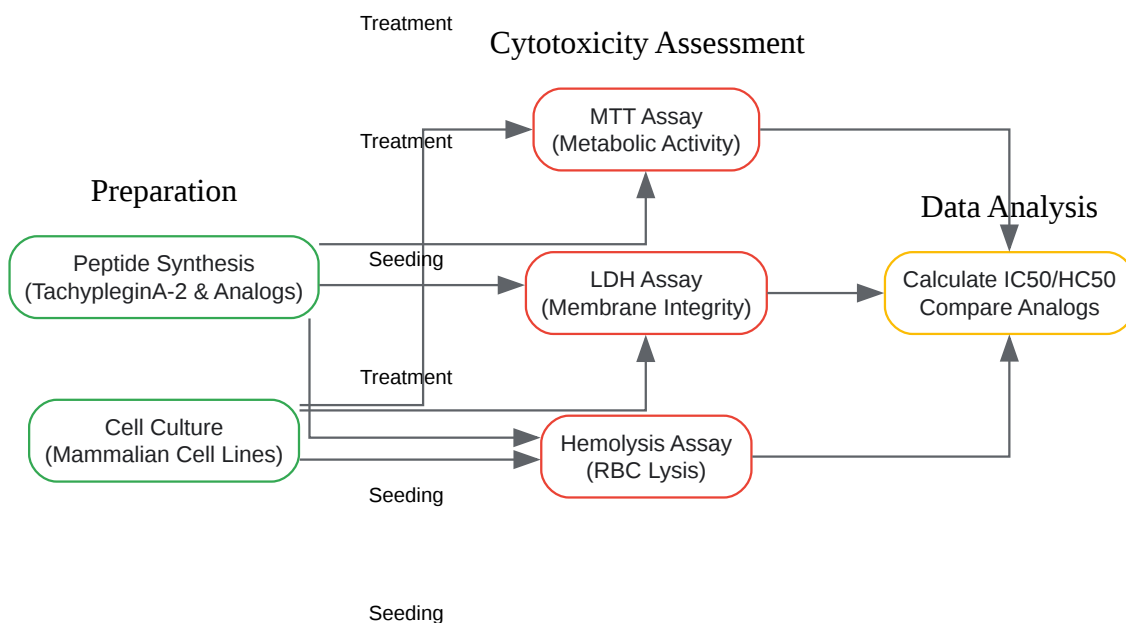 Treatment
Cytotoxicity Assessment
MTT Assay
(Metabolic Activity)
Treatment
Preparation
Data Analysis
Peptide Synthesis
(TachypleginA-2 & Analogs)
Seeding
LDH Assay
(Membrane Integrity)
Calculate IC50/HC50
Compare Analogs
Treatment
Cell Culture
(Mammalian Cell Lines)
Hemolysis Assay
(RBC Lysis)
Seeding
Seeding